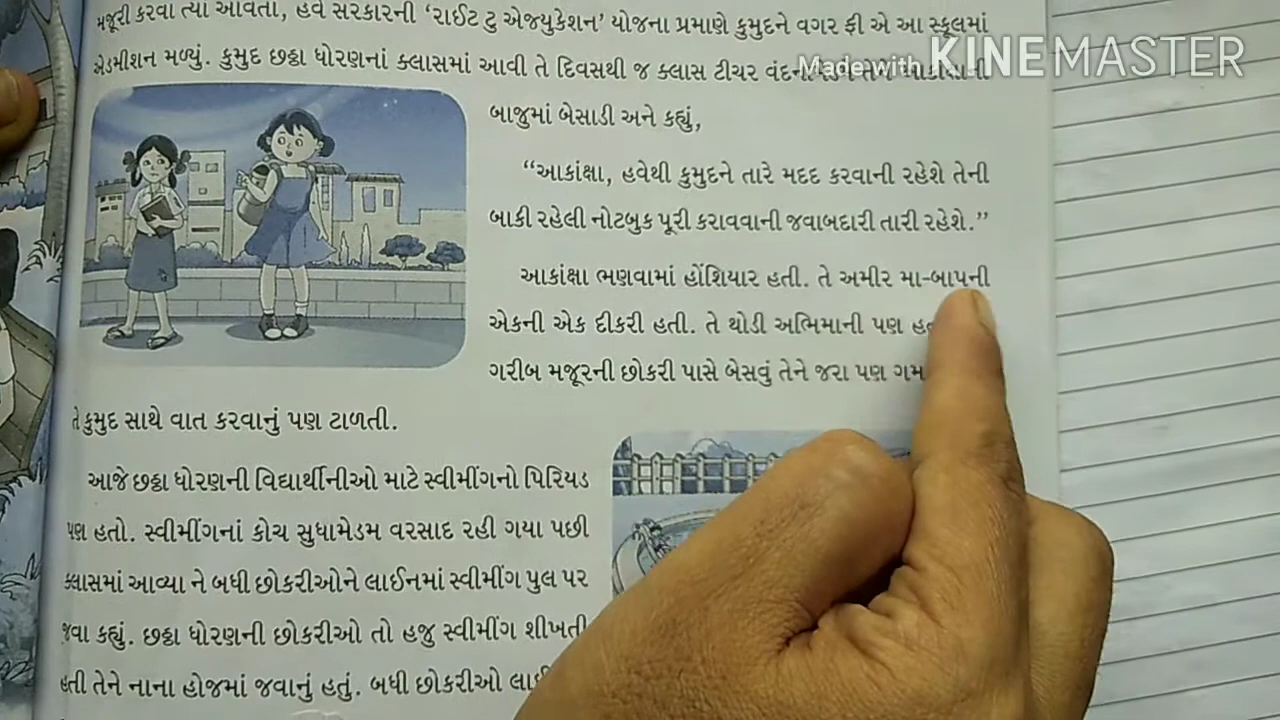 મજૂરી કરવા ત્યાં આવતા, હવે સરકારની ‘રાઈટ ટુ એજ્યુકેશન’ યોજના પ્રમાણે કુમુદને વગર ફી એ આ સ્કૂલમાં
એડમીશન મળ્યું. કુમુદ છઠ્ઠા ધોરણનાં ક્લાસમાં આવી તે દિવસથી જ ક્લાસ ટીચર
Made with KINEMASTER
બાજુમાં બેસાડી અને કહ્યું,
“આકાંક્ષા, હવેથી કુમુદને તારે મદદ કરવાની રહેશે તેની
બાકી રહેલી નોટબુક પૂરી કરાવવાની જવાબદારી તારી રહેશે.”
આકાંક્ષા ભણવામાં હોંશિયાર હતી. તે અમીર મા-બાપની
એકની એક દીકરી હતી. તે થોડી અભિમાની પણ
ગરીબ મજૂરની છોકરી પાસે બેસવું તેને જરા પણ
તે કુમુદ સાથે વાત કરવાનું પણ ટાળતી.
આજે છઠ્ઠા ધોરણની વિદ્યાર્થીનીઓ માટે સ્વીમીંગનો પિરિયડ
પણ હતો. સ્વીમીંગનાં કોચ સુધામેડમ વરસાદ રહી ગયા પછી
ક્લાસમાં આવ્યા ને બધી છોકરીઓને લાઈનમાં સ્વીમીંગ પુલ પર
જવા કહ્યું. છઠ્ઠા ધોરણની છોકરીઓ તો હજુ સ્વીમીંગ શીખતી
હતી તેને નાના હોજમાં જવાનું હતું. બધી છોકરીઓ